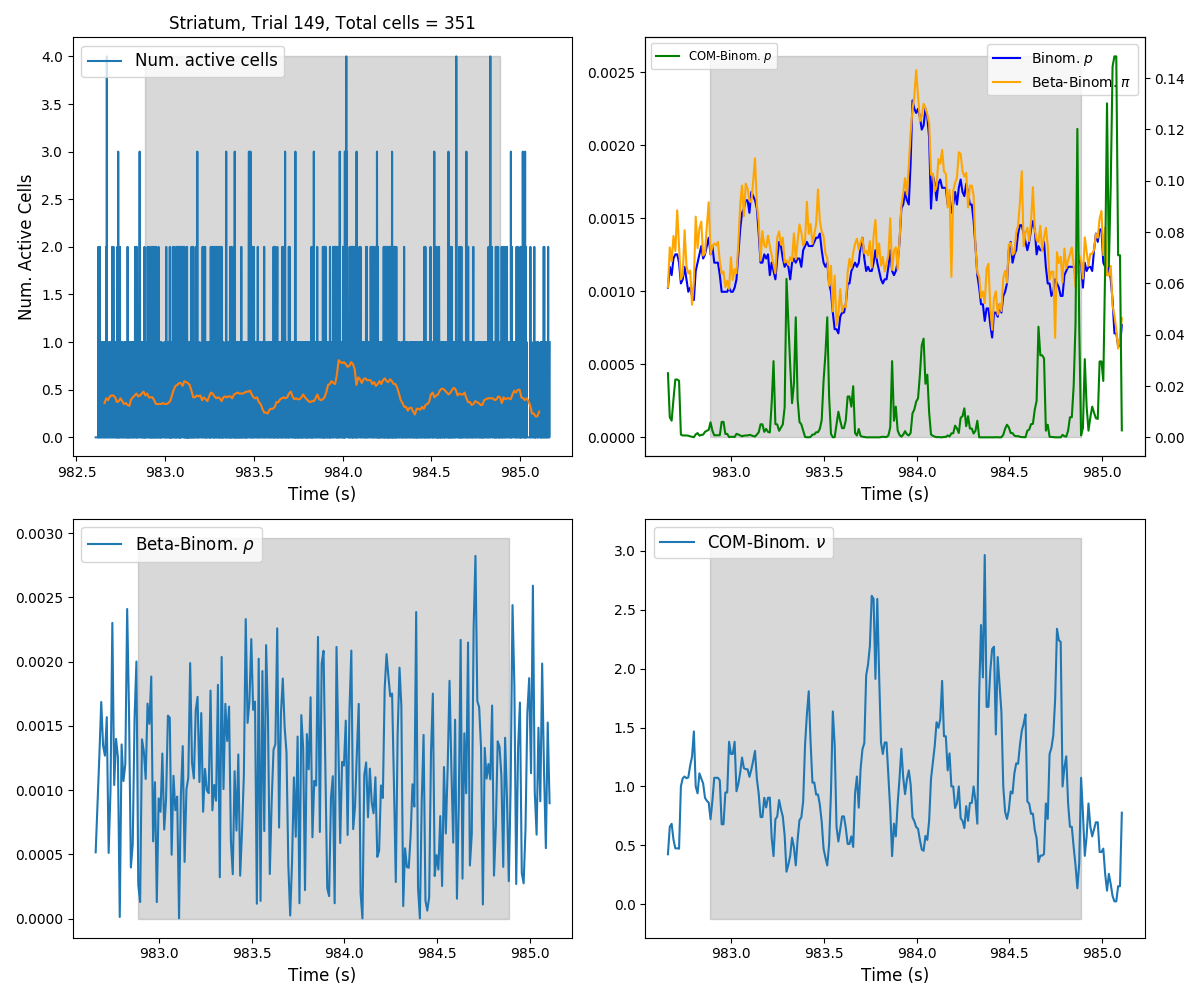 Striatum, Trial 149, Total cells = 351
Num. active cells
4.0
3.5
3.0
2.5
2.0
1.5
1.0
0.5
0.0
Num. Active Cells
982.5 983.0 983.5 984.0 984.5 985.0
Time (s)
COM-Binom. p
Binom. p
Beta-Binom. π
0.0025
0.0020
0.0015
0.0010
0.0005
0.0000
0.14
0.12
0.10
0.08
0.06
0.04
0.02
0.00
983.0 983.5 984.0 984.5 985.0
Time (s)
Beta-Binom. ρ
0.0030
0.0025
0.0020
0.0015
0.0010
0.0005
0.0000
983.0 983.5 984.0 984.5 985.0
Time (s)
COM-Binom. ν
3.0
2.5
2.0
1.5
1.0
0.5
0.0
983.0 983.5 984.0 984.5 985.0
Time (s)